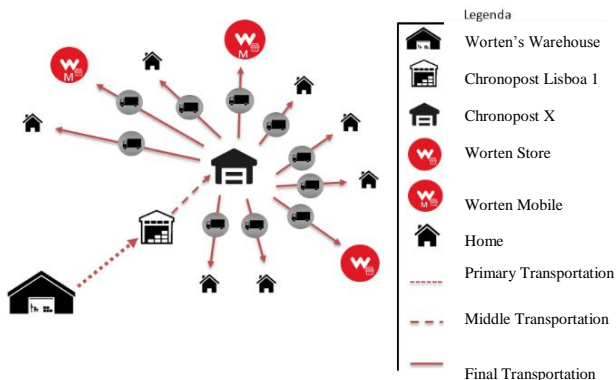 Legenda
Worten's Warehouse
Chronopost Lisboa 1
Chronopost X
Worten Store
Worten Mobile
Home
Primary Transportation
Middle Transportation
Final Transportation
W
M
W
M
W
W
W
M